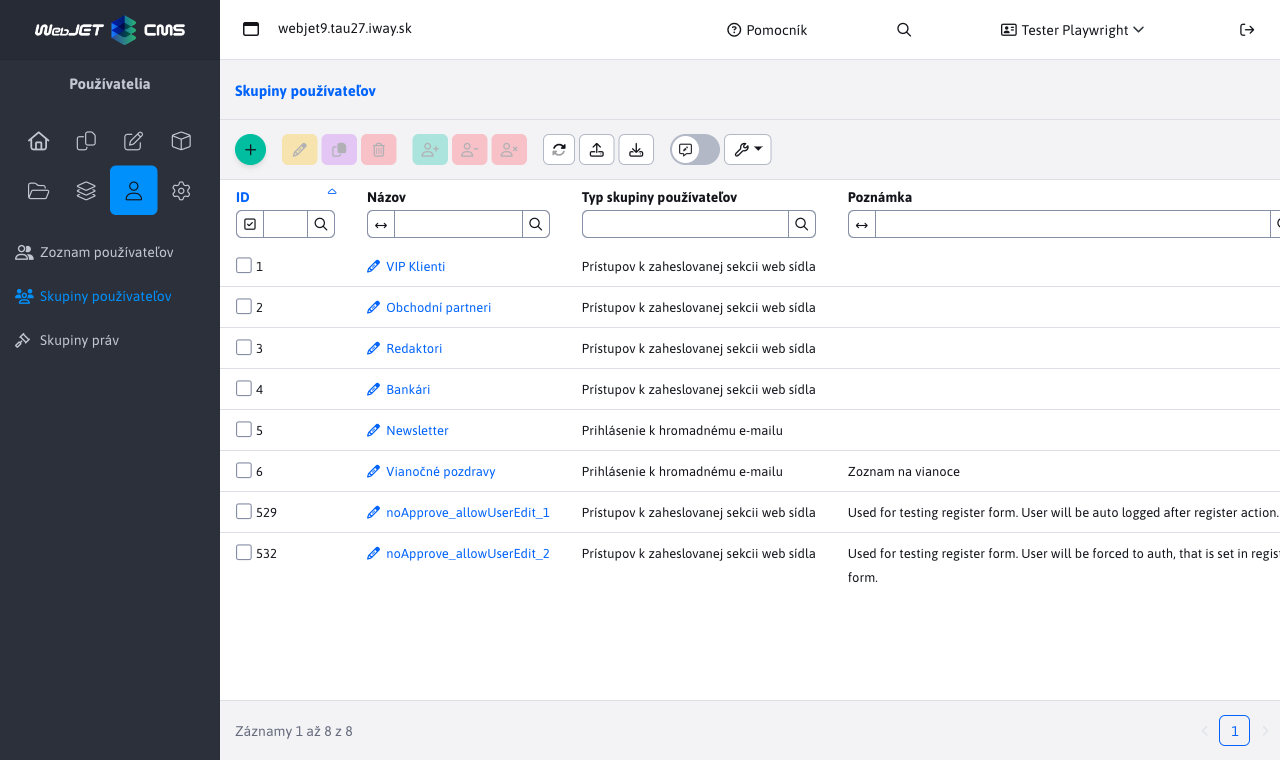 WebJET CMS
webjet9.tau27.iway.sk
Pomocník
Tester Playwright
Používatelia
Skupiny používateľov
Zoznam používateľov
Skupiny používateľov
Skupiny práv
ID
Názov
Typ skupiny používateľov
Poznámka
1
VIP Klienti
Prístupov k zaheslovanej sekcii web sídla
2
Obchodní partneri
Prístupov k zaheslovanej sekcii web sídla
3
Redaktori
Prístupov k zaheslovanej sekcii web sídla
4
Bankári
Prístupov k zaheslovanej sekcii web sídla
5
Newsletter
Prihlásenie k hromadnému e-mailu
6
Vianočné pozdravy
Prihlásenie k hromadnému e-mailu
Zoznam na vianoce
529
noApprove_allowUserEdit_1
Prístupov k zaheslovanej sekcii web sídla
Used for testing register form. User will be auto logged after register action.
532
noApprove_allowUserEdit_2
Prístupov k zaheslovanej sekcii web sídla
Used for testing register form. User will be forced to auth, that is set in regis
form.
Záznamy 1 až 8 z 8
1